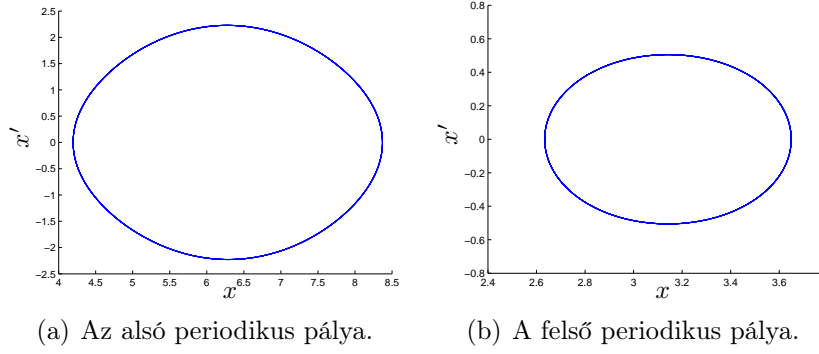 2.5
2
1.5
1
0.5
0
-0.5
-1
-1.5
-2
-2.5
4 4.5 5 5.5 6 6.5 7 7.5 8 8.5
x
x′
(a) Az alsó periodikus pálya.
0.8
0.6
0.4
0.2
0
-0.2
-0.4
-0.6
-0.8
2.4 2.6 2.8 3 3.2 3.4 3.6
x
x′
(b) A felső periodikus pálya.